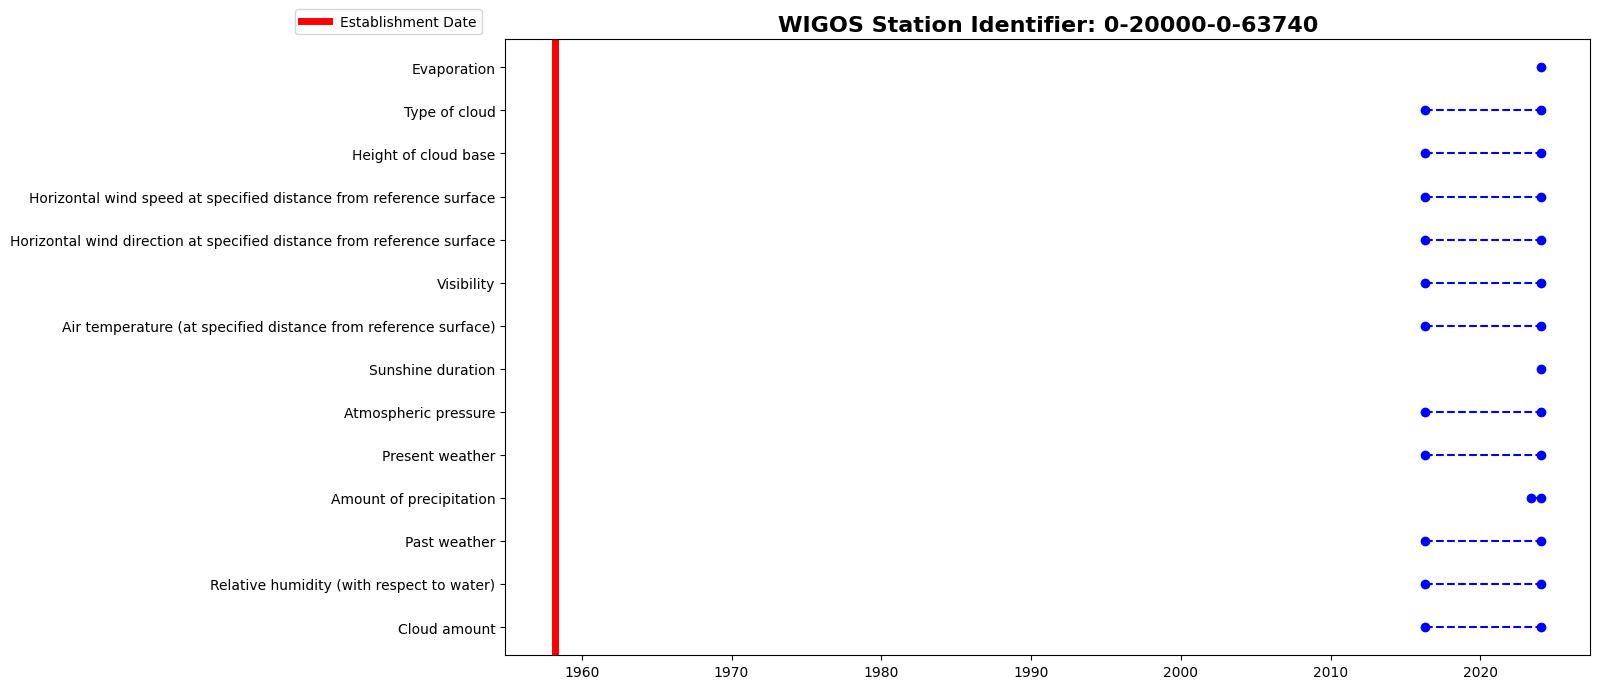 Establishment Date
WIGOS Station Identifier: 0-20000-0-63740
Evaporation
Type of cloud
Height of cloud base
Horizontal wind speed at specified distance from reference surface
Horizontal wind direction at specified distance from reference surface
Visibility
Air temperature (at specified distance from reference surface)
Sunshine duration
Atmospheric pressure
Present weather
Amount of precipitation
Past weather
Relative humidity (with respect to water)
Cloud amount
1960 1970 1980 1990 2000 2010 2020